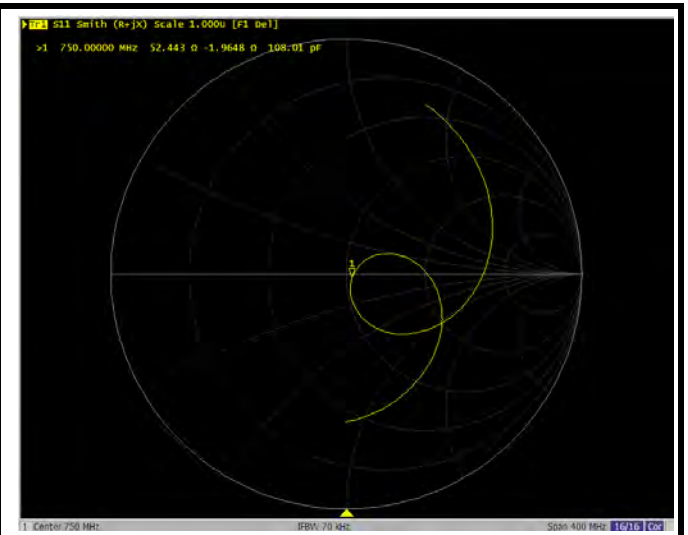 Tr1 S11 Smith (R+jX) Scale 1.000U [F1 Del]
>1 750.00000 MHz 52.443 Ω -1.9648 Ω 108.01 pF
1
1 Center 750 MHz IFBW 70 kHz Span 400 MHz 16/16 Cor